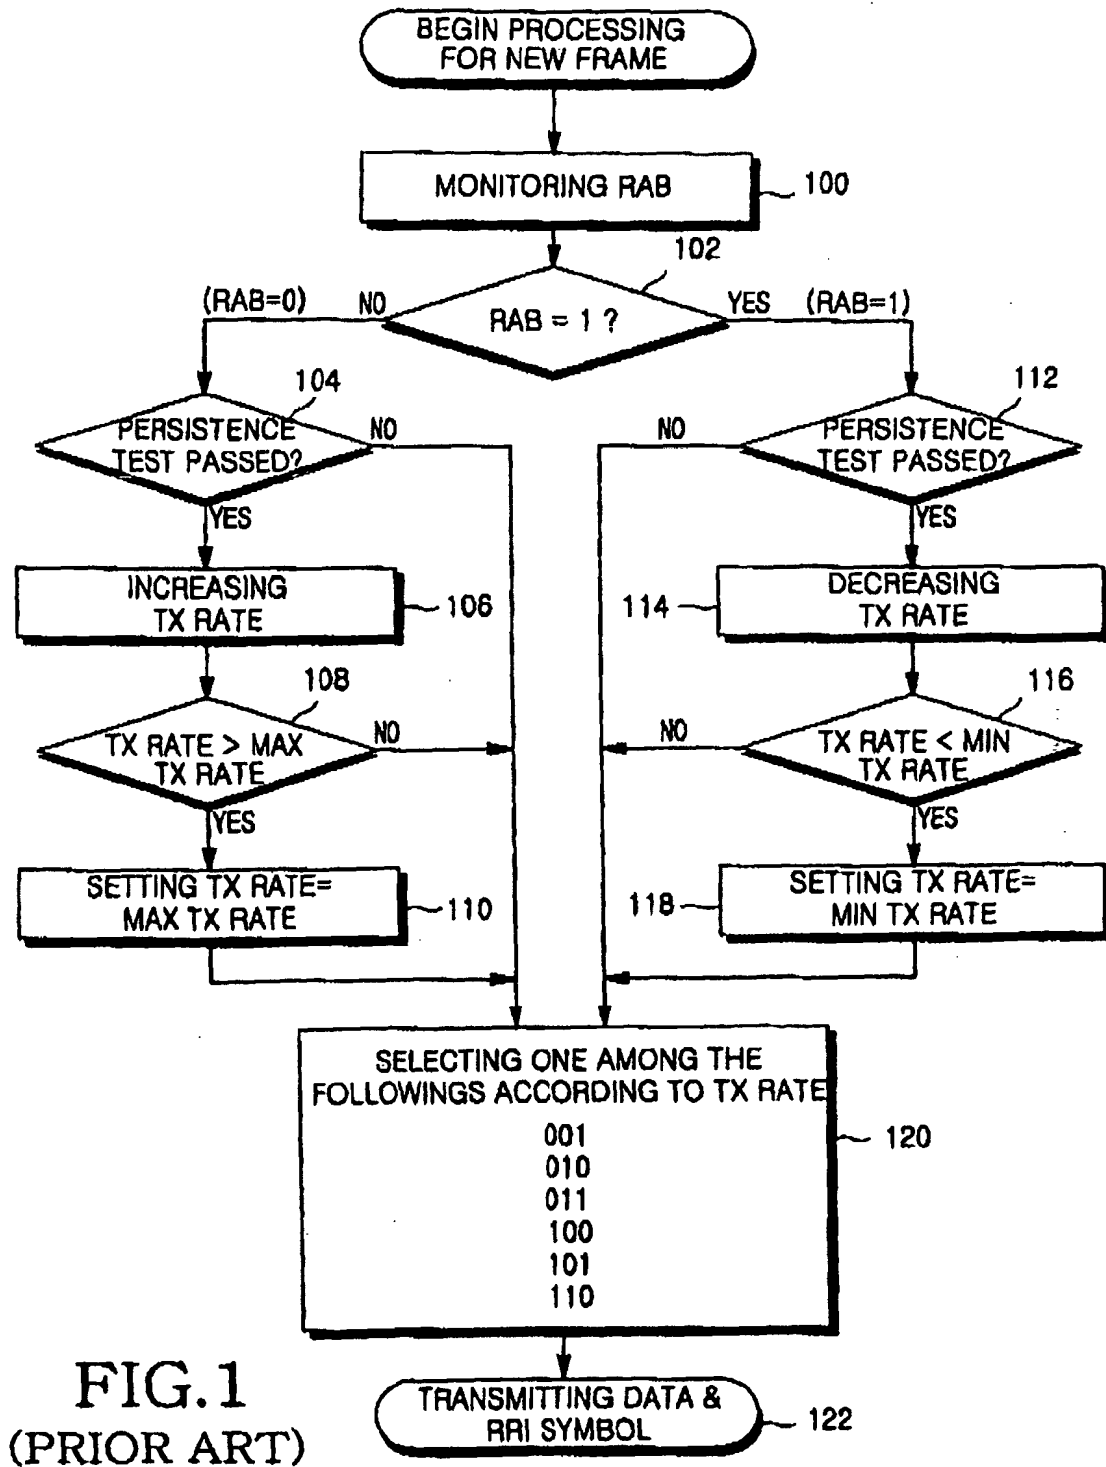 BEGIN PROCESSING
FOR NEW FRAME
MONITORING RAB
100
102
(RAB=0) NO
RAB = 1 ?
YES (RAB=1)
104
PERSISTENCE
TEST PASSED?
NO
YES
112
NO
PERSISTENCE
TEST PASSED?
YES
INCREASING
TX RATE
106
114
DECREASING
TX RATE
108
TX RATE > MAX
TX RATE
NO
YES
116
NO
TX RATE < MIN
TX RATE
YES
SETTING TX RATE=
MAX TX RATE
110
118
SETTING TX RATE=
MIN TX RATE
SELECTING ONE AMONG THE
FOLLOWINGS ACCORDING TO TX RATE
001
010
011
100
101
110
120
TRANSMITTING DATA &
RRI SYMBOL
122
FIG.1
(PRIOR ART)